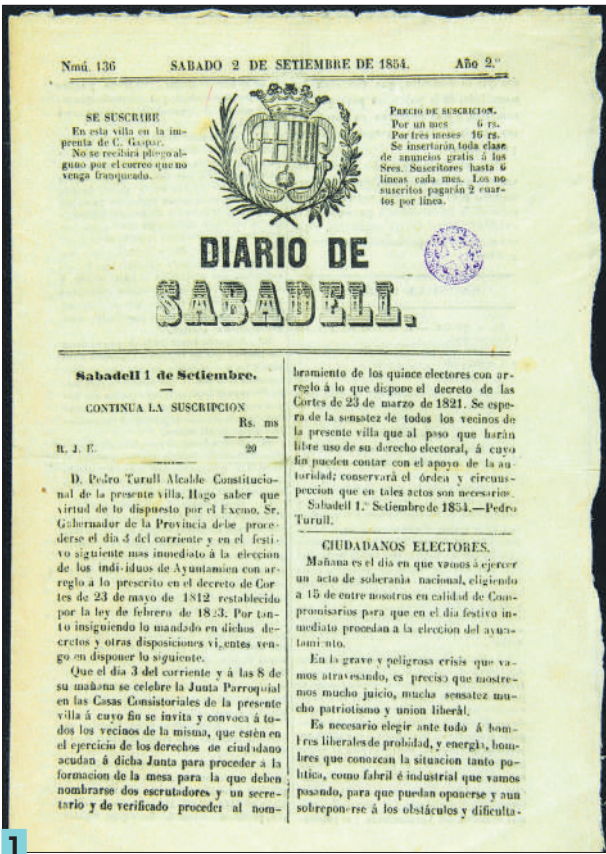 Nmú. 136 SABADO 2 DE SETIEMBRE DE 1854. Año 2.º
SE SUSCRIBE
En esta villa en la im-
prenta de C. Gaspar.
No se recibirá pliego al-
guno por el correo que no
venga franqueado.
PRECIO DE SUSCRICION.
Por un mes 6 rs.
Por tres meses 16 rs.
Se insertarán toda clase
de anuncios gratis á los
Sres. Suscritores hasta 6
lineas cada mes. Los no
suscritos pagarán 2 cuar-
tos por linea.
DIARIO DE
SABADELL.
Sabadell 1 de Setiembre.
CONTINUA LA SUSCRIPCION
Rs. ms
R. J. E. 20
D. Pedro Turull Alcalde Constitucio-
nal de la presente villa. Hago saber que
virtud de lo dispuesto por el Excmo. Sr.
Gobernador de la Provincia debe proce-
derse el dia 3 del corriente y en el festi-
vo siguiente mas inmediato á la eleccion
de los individuos de Ayuntamien con ar-
reglo a lo prescrito en el decreto de Cor-
tes de 23 de mayo de 1812 restablecido
por la ley de febrero de 1823. Por tan-
to insiguiendo lo mandado en dichos de-
cretos y otras disposiciones vigentes ven-
go en disponer lo siguiente.
Que el dia 3 del corriente y á las 8 de
su mañana se celebre la Junta Parroquial
en las Casas Consistoriales de la presente
villa á cuyo fin se invita y convoca á to-
dos los vecinos de la misma, que estén en
el ejercicio de los derechos de ciudadano
acudan á dicha Junta para proceder á la
formacion de la mesa para la que deben
nombrarse dos escrutadores y un secre-
tario y de verificado proceder al nom-
bramiento de los quince electores con ar-
reglo á lo que dispone el decreto de las
Cortes de 23 de marzo de 1821. Se espe-
ra de la sensatez de todos los vecinos de
la presente villa que al paso que harán
libre uso de su derecho electoral, á cuyo
fin pueden contar con el apoyo de la au-
toridad; conservará el órden y circuns-
peccion que en tales actos son necesarios.
Sabadell 1.º Setiembre de 1854.—Pedro
Turull.
CIUDADANOS ELECTORES.
Mañana es el dia en que vamos á ejercer
un acto de soberania nacional, eligiendo
a 15 de entre nosotros en calidad de Com-
promisarios para que en el dia festivo in-
mediato procedan a la eleccion del ayun-
tamiento.
En la grave y peligrosa crisis que va-
mos atravesando, es preciso que mostre-
mos mucho juicio, mucha sensatez mu-
cho patriotismo y union liberál.
Es necesario elegir ante todo á hom-
bres liberales de probidad, y energía, hom-
bres que conozcan la situacion tanto po-
lítica, como fabril é industrial que vamos
pasando, para que puedan oponerse y aun
sobreponerse á los obstáculos y dificulta-
1